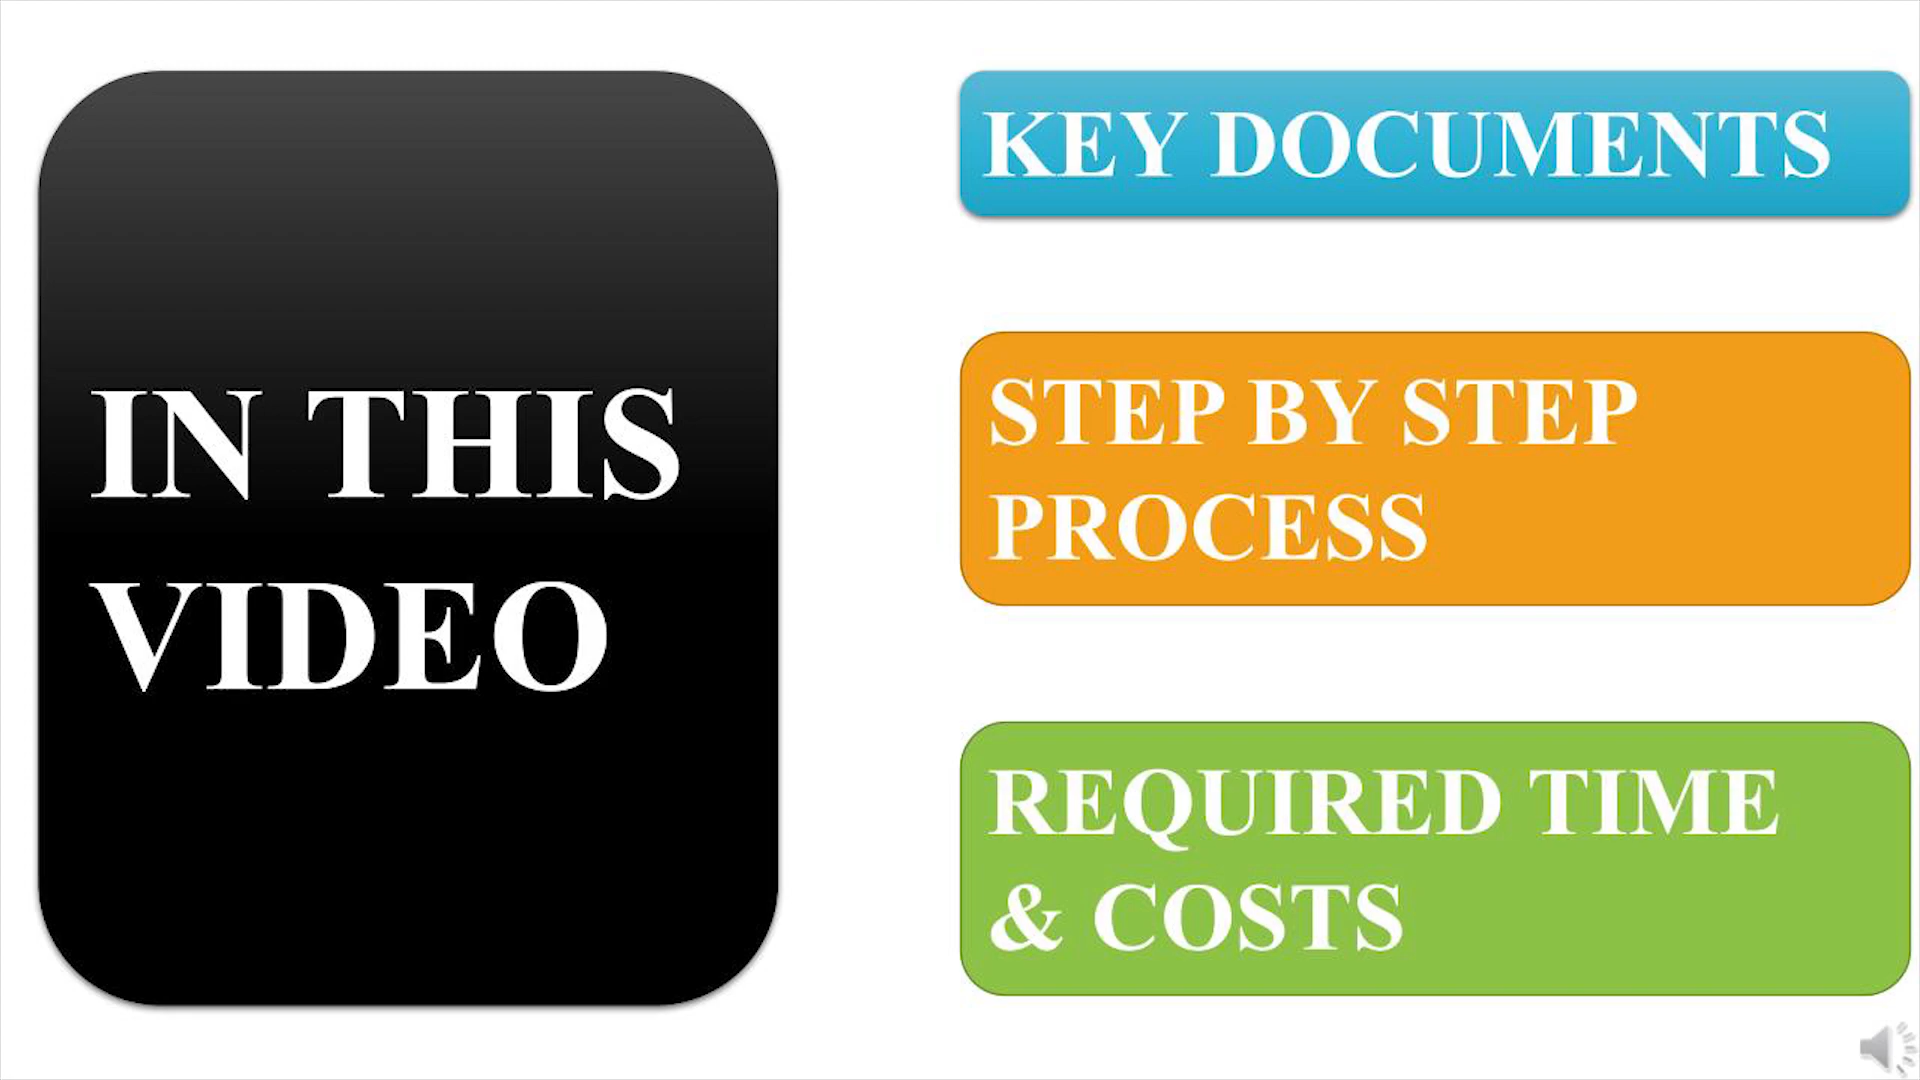 IN THIS
VIDEO
KEY DOCUMENTS
STEP BY STEP
PROCESS
REQUIRED TIME
& COSTS